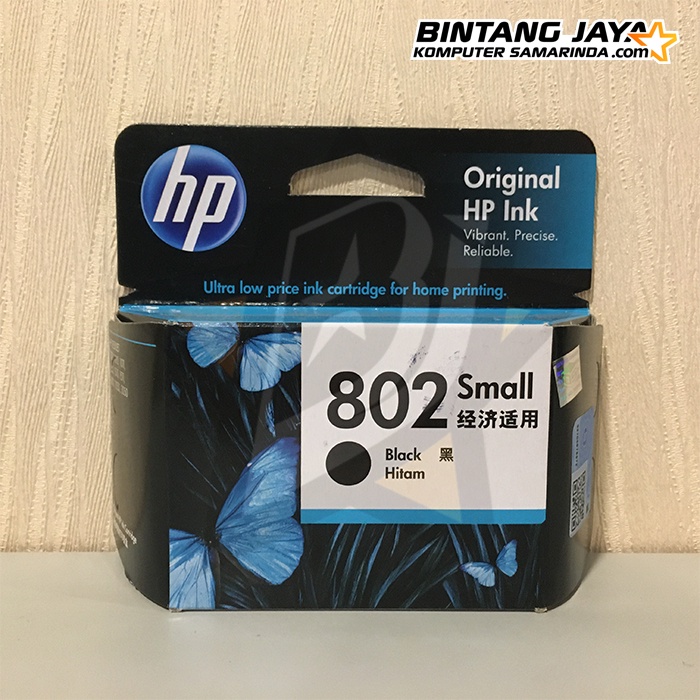 BINTANG JAYA
KOMPUTER SAMARINDA.com
hp
Original
HP Ink
Vibrant. Precise.
Reliable.
Ultra low price ink cartridge for home printing.
802 Small
经济适用
Black 黑
Hitam